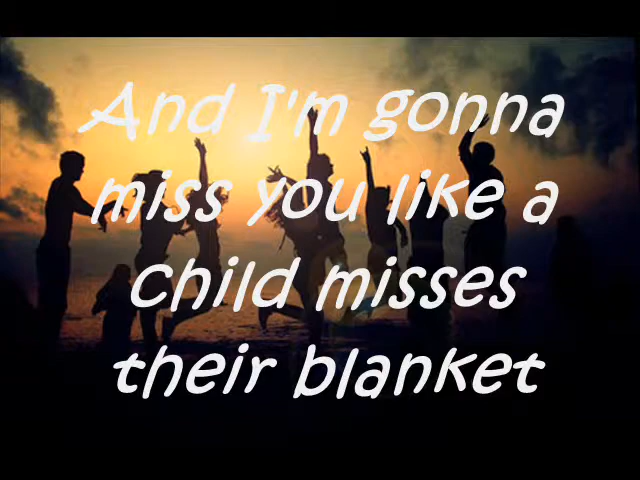 And I'm gonna
miss you like a
child misses
their blanket